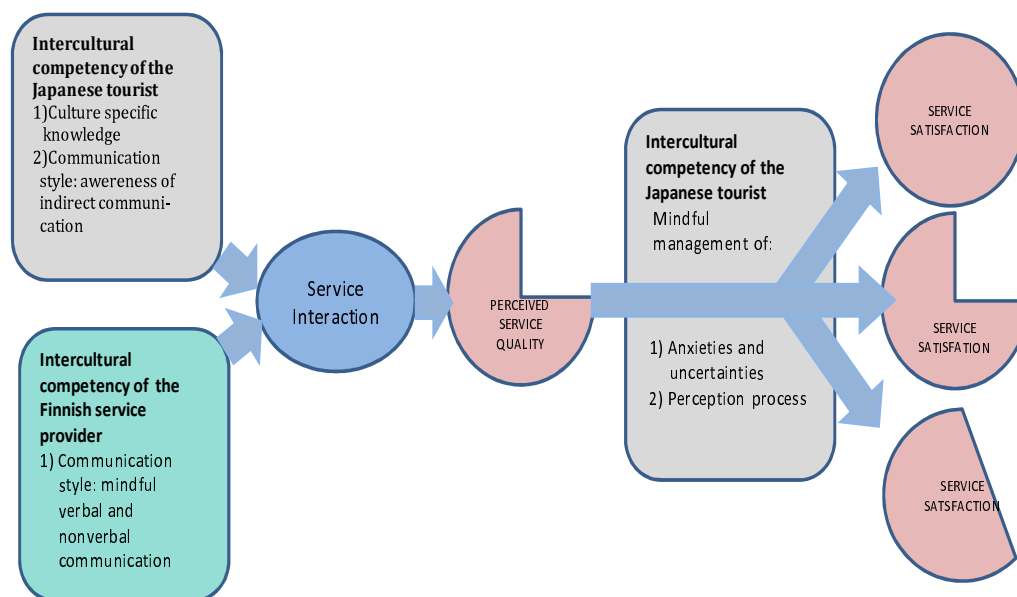 Intercultural
competency of the
Japanese tourist
1)Culture specific
knowledge
2)Communication
style: awereness of
indirect communi-
cation
Intercultural
competency of the
Finnish service
provider
1) Communication
style: mindful
verbal and
nonverbal
communication
Service
Interaction
PERCEIVED
SERVICE
QUALITY
Intercultural
competency of the
Japanese tourist
Mindful
management of:
1) Anxieties and
uncertainties
2) Perception process
SERVICE
SATISFACTION
SERVICE
SATISFATION
SERVICE
SATSFACTION